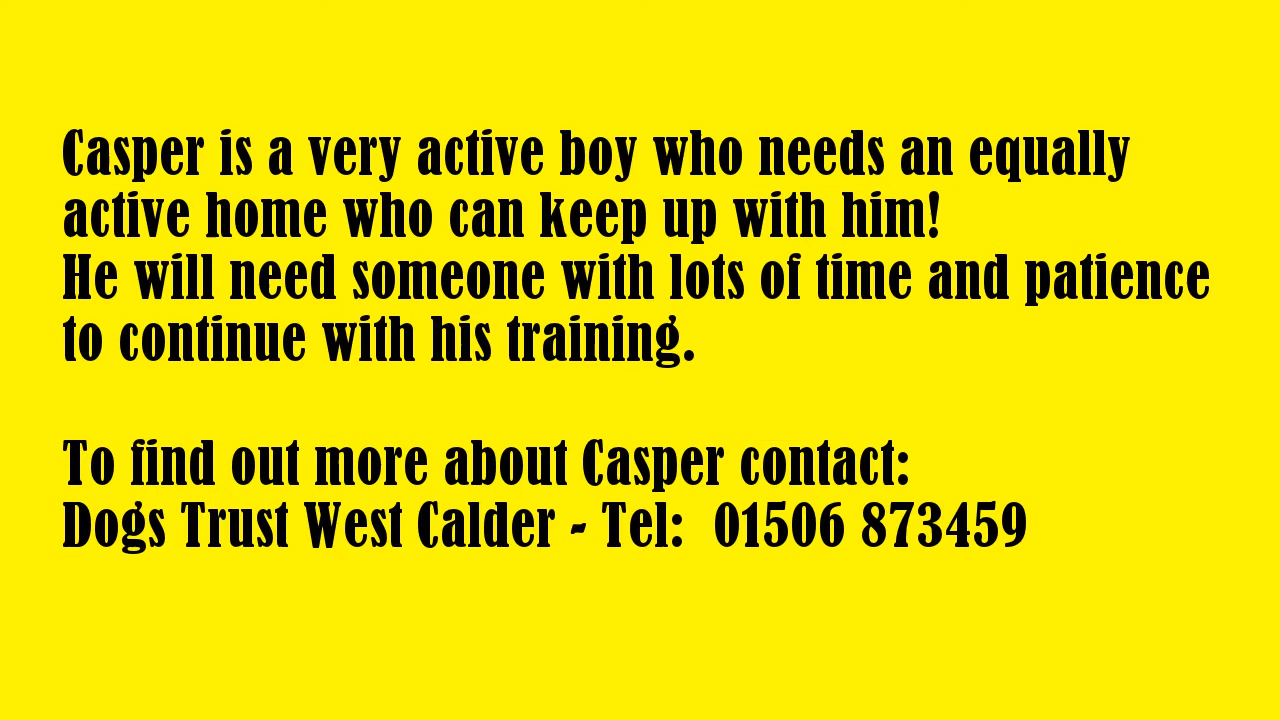 Casper is a very active boy who needs an equally
active home who can keep up with him!
He will need someone with lots of time and patience
to continue with his training.
To find out more about Casper contact:
Dogs Trust West Calder - Tel:  01506 873459